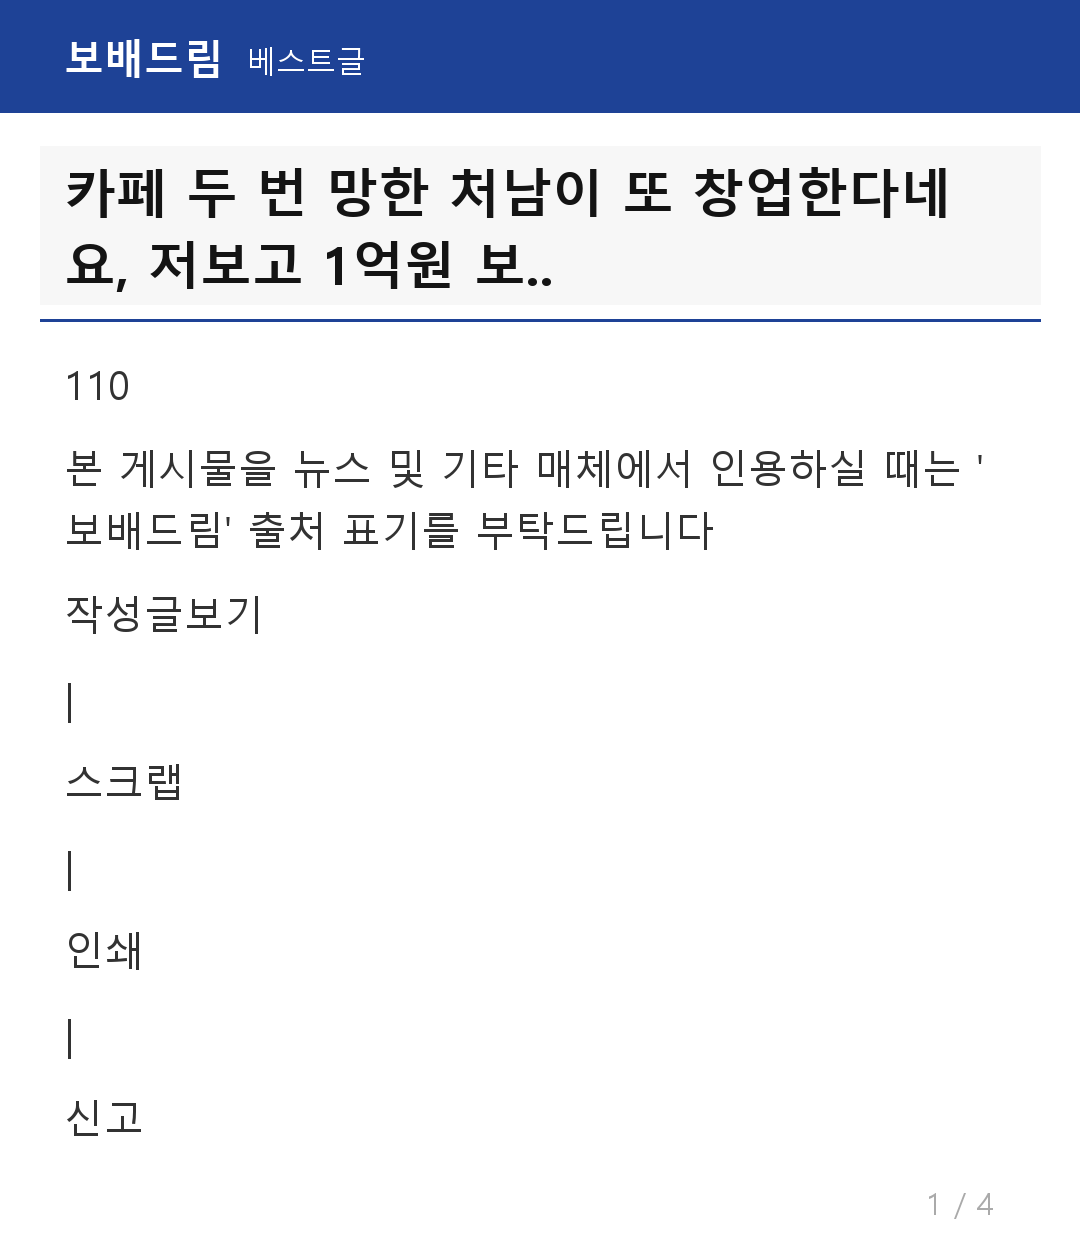 보배드림 베스트글
카페 두 번 망한 처남이 또 창업한다네
요, 저보고 1억원 보..
110
본 게시물을 뉴스 및 기타 매체에서 인용하실 때는 '
보배드림' 출처 표기를 부탁드립니다
작성글보기
|
스크랩
|
인쇄
|
신고
1 / 4